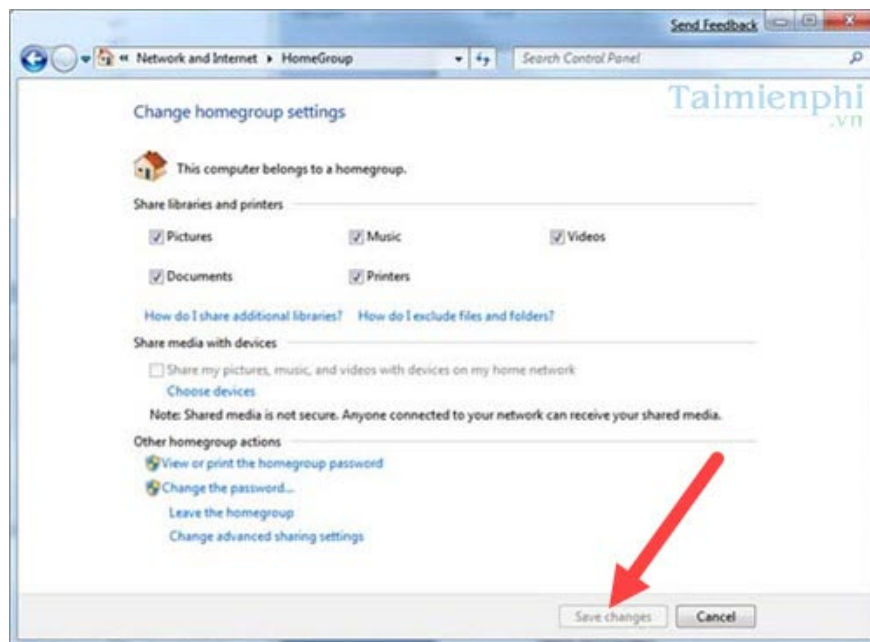 Send Feedback
« Network and Internet HomeGroup
Search Control Panel
Taimienphi
.vn
Change homegroup settings
This computer belongs to a homegroup.
Share libraries and printers
Pictures Music Videos
Documents Printers
How do I share additional libraries? How do I exclude files and folders?
Share media with devices
Share my pictures, music, and videos with devices on my home network
Choose devices
Note: Shared media is not secure. Anyone connected to your network can receive your shared media.
Other homegroup actions
View or print the homegroup password
Change the password...
Leave the homegroup
Change advanced sharing settings
Save changes Cancel